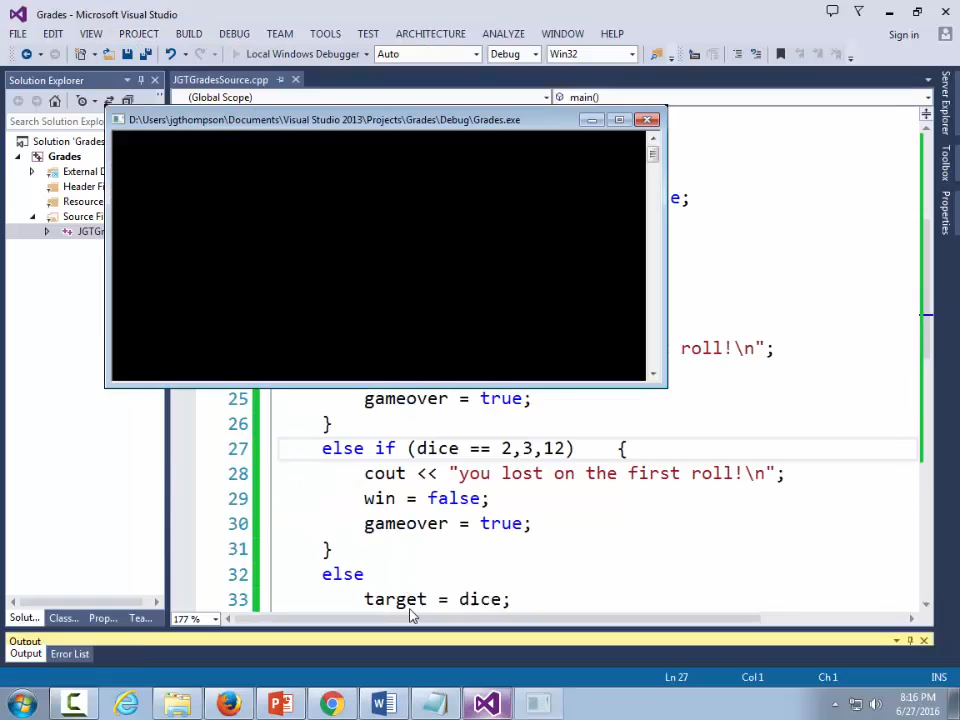 Grades - Microsoft Visual Studio
FILE EDIT VIEW PROJECT BUILD DEBUG TEAM TOOLS TEST ARCHITECTURE ANALYZE WINDOW HELP Sign in
Local Windows Debugger Auto Debug Win32
Solution Explorer
JGTGradesSource.cpp
(Global Scope) main()
Search Solution Explo
D:\Users\jgthompson\Documents\Visual Studio 2013\Projects\Grades\Debug\Grades.exe
Solution 'Grades
Grades
External D
Header Fi
Resource
Source Fi
JGTGr
e;
roll!\n";
25 gameover = true;
26 }
27 else if (dice == 2,3,12) {
28 cout << "you lost on the first roll!\n";
29 win = false;
30 gameover = true;
31 }
32 else
33 target = dice;
Server Explorer
Toolbox
Properties
Solut... Class... Prop... Tea...
177 %
Output
Output Error List
Ln 27 Col 1 Ch 1 INS
8:16 PM
6/27/2016